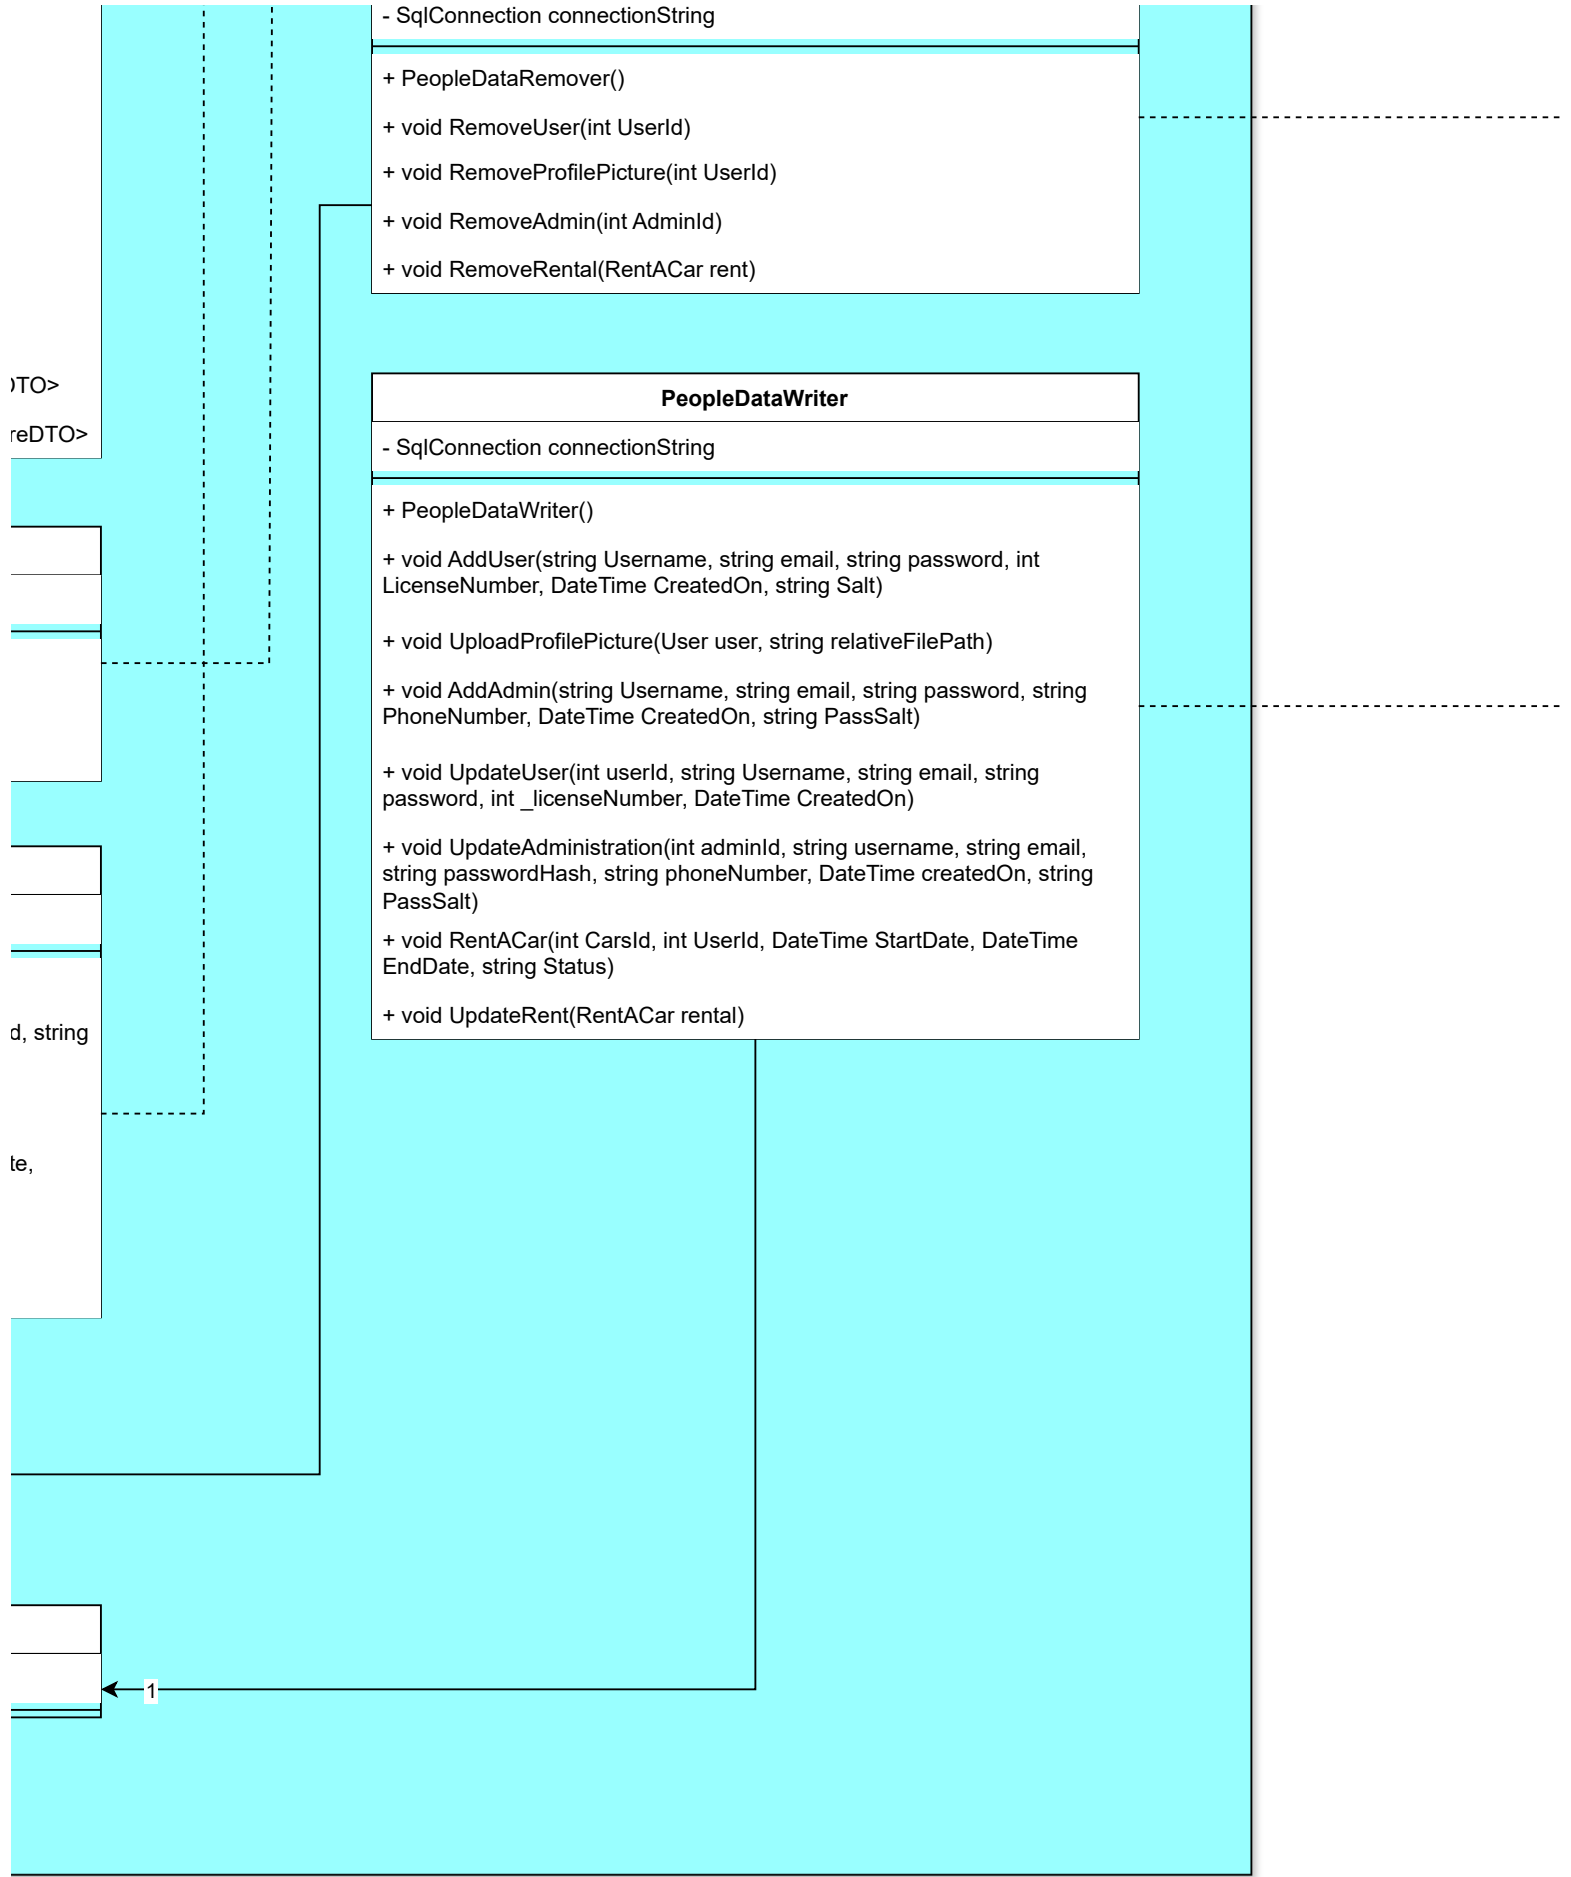 - SqlConnection connectionString
+ PeopleDataRemover()
+ void RemoveUser(int UserId)
+ void RemoveProfilePicture(int UserId)
+ void RemoveAdmin(int AdminId)
+ void RemoveRental(RentACar rent)
DTO>
reDTO>
PeopleDataWriter
- SqlConnection connectionString
+ PeopleDataWriter()
+ void AddUser(string Username, string email, string password, int
LicenseNumber, DateTime CreatedOn, string Salt)
+ void UploadProfilePicture(User user, string relativeFilePath)
+ void AddAdmin(string Username, string email, string password, string
PhoneNumber, DateTime CreatedOn, string PassSalt)
+ void UpdateUser(int userId, string Username, string email, string
password, int _licenseNumber, DateTime CreatedOn)
+ void UpdateAdministration(int adminId, string username, string email,
string passwordHash, string phoneNumber, DateTime createdOn, string
PassSalt)
+ void RentACar(int CarsId, int UserId, DateTime StartDate, DateTime
EndDate, string Status)
+ void UpdateRent(RentACar rental)
d, string
te,
1